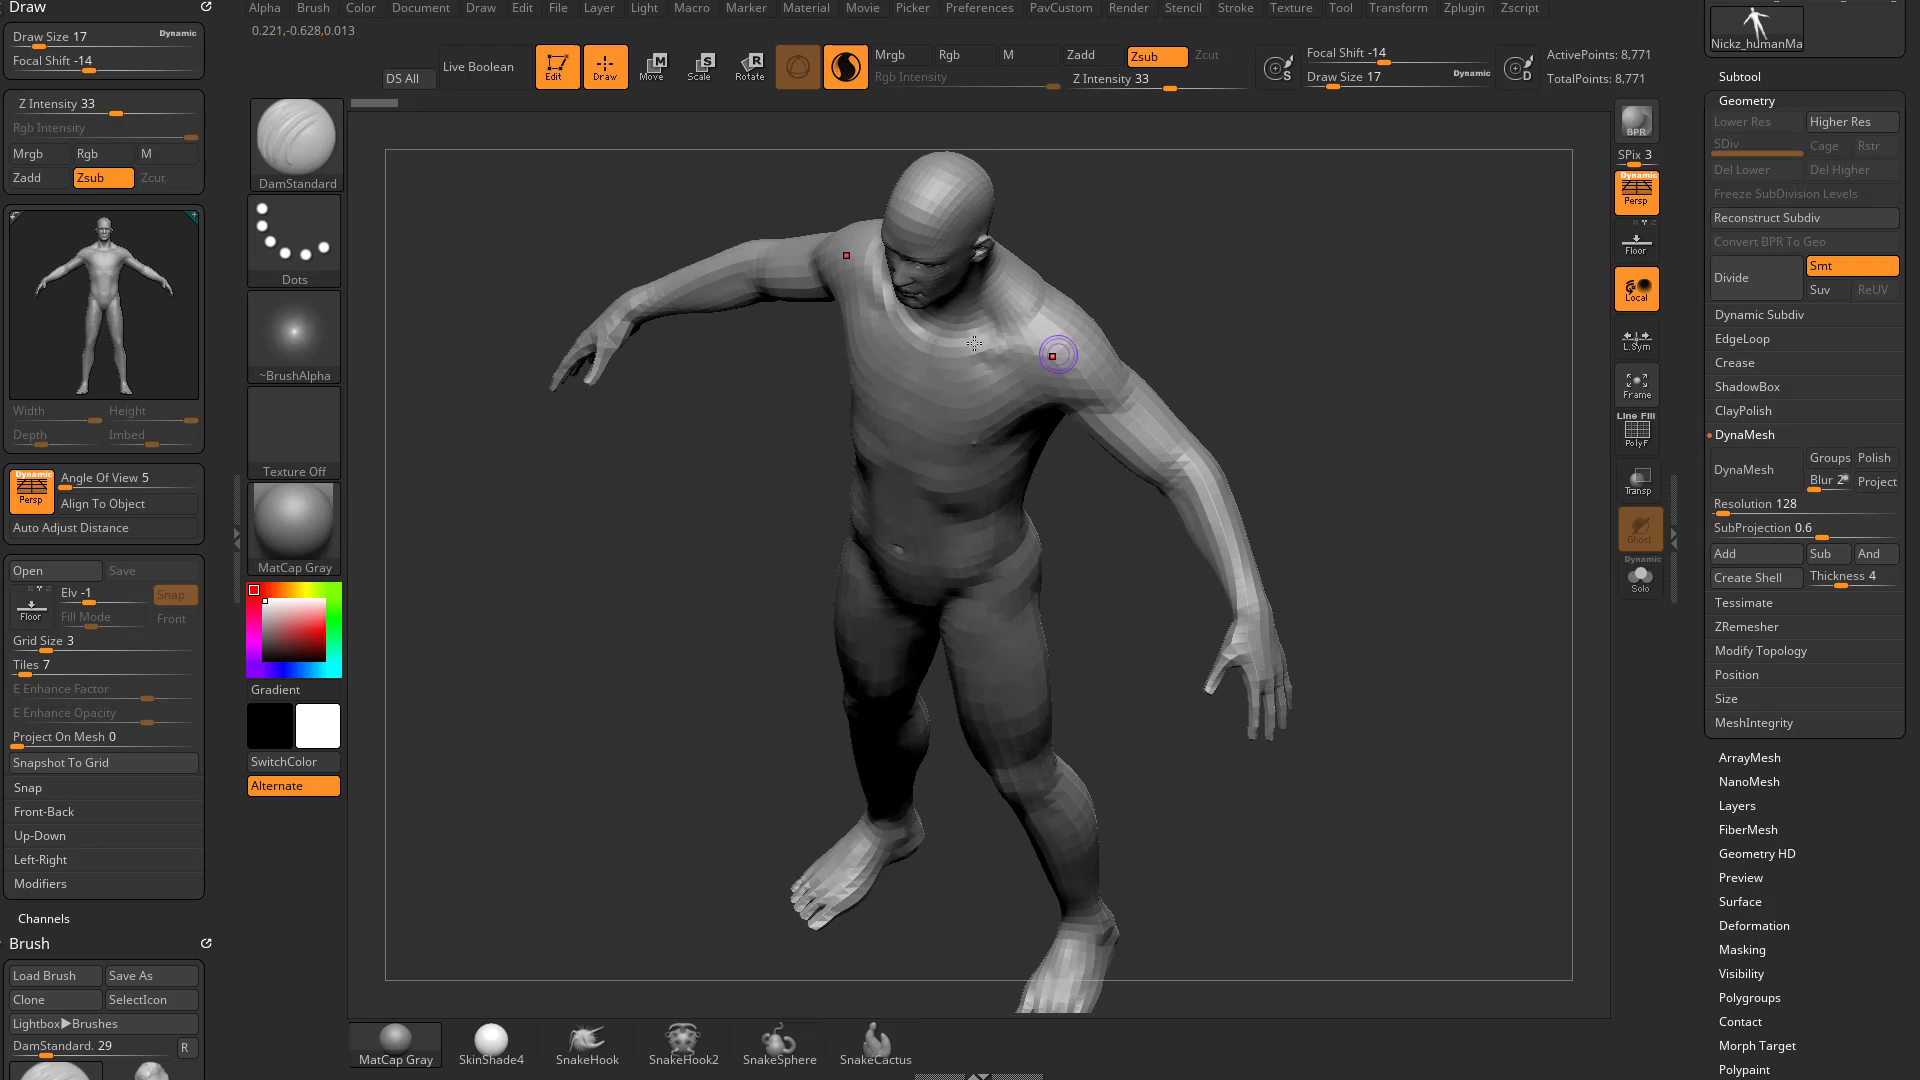 Draw
Draw Size 17
Dynamic
Focal Shift -14
Z Intensity 33
Rgb Intensity
Mrgb Rgb M
Zadd Zsub Zcut
Width Height
Depth Imbed
Dynamic
Persp
Angle Of View 5
Align To Object
Auto Adjust Distance
Open Save
Floor
Elv -1 Snap
Fill Mode Front
Grid Size 3
Tiles 7
E Enhance Factor
E Enhance Opacity
Project On Mesh 0
Snapshot To Grid
Snap
Front-Back
Up-Down
Left-Right
Modifiers
Channels
Brush
Load Brush Save As
Clone SelectIcon
Lightbox▶Brushes
DamStandard. 29 R
Alpha Brush Color Document Draw Edit File Layer Light Macro Marker Material Movie Picker Preferences PavCustom Render Stencil Stroke Texture Tool Transform Zplugin Zscript
0.221,-0.628,0.013
DS All
Live Boolean
Edit
Draw
Move
Scale
Rotate
Mrgb Rgb M
Rgb Intensity
Zadd Zsub Zcut
Z Intensity 33
Focal Shift -14
Draw Size 17
Dynamic
ActivePoints: 8,771
TotalPoints: 8,771
DamStandard
Dots
~BrushAlpha
Texture Off
MatCap Gray
Gradient
SwitchColor
Alternate
BPR
SPix 3
Dynamic
Persp
Floor
Local
L.Sym
Frame
Line Fill
PolyF
Transp
Ghost
Dynamic
Solo
MatCap Gray
SkinShade4
SnakeHook
SnakeHook2
SnakeSphere
SnakeCactus
Nickz_humanMa
Subtool
Geometry
Lower Res Higher Res
SDiv Cage Rstr
Del Lower Del Higher
Freeze SubDivision Levels
Reconstruct Subdiv
Convert BPR To Geo
Divide
Smt
Suv ReUV
Dynamic Subdiv
EdgeLoop
Crease
ShadowBox
ClayPolish
DynaMesh
DynaMesh
Groups Polish
Blur 2 Project
Resolution 128
SubProjection 0.6
Add Sub And
Create Shell Thickness 4
Tessimate
ZRemesher
Modify Topology
Position
Size
MeshIntegrity
ArrayMesh
NanoMesh
Layers
FiberMesh
Geometry HD
Preview
Surface
Deformation
Masking
Visibility
Polygroups
Contact
Morph Target
Polypaint